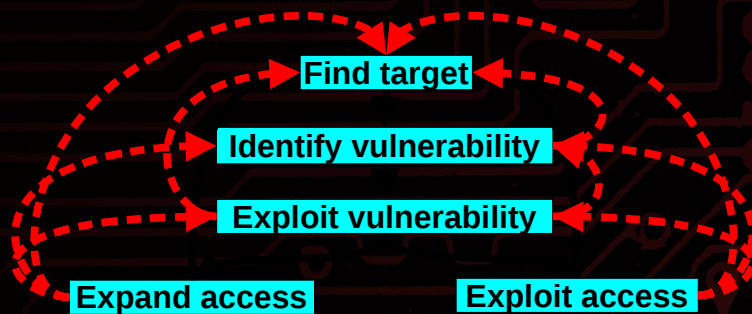 Find target
Identify vulnerability
Exploit vulnerability
Expand access
Exploit access